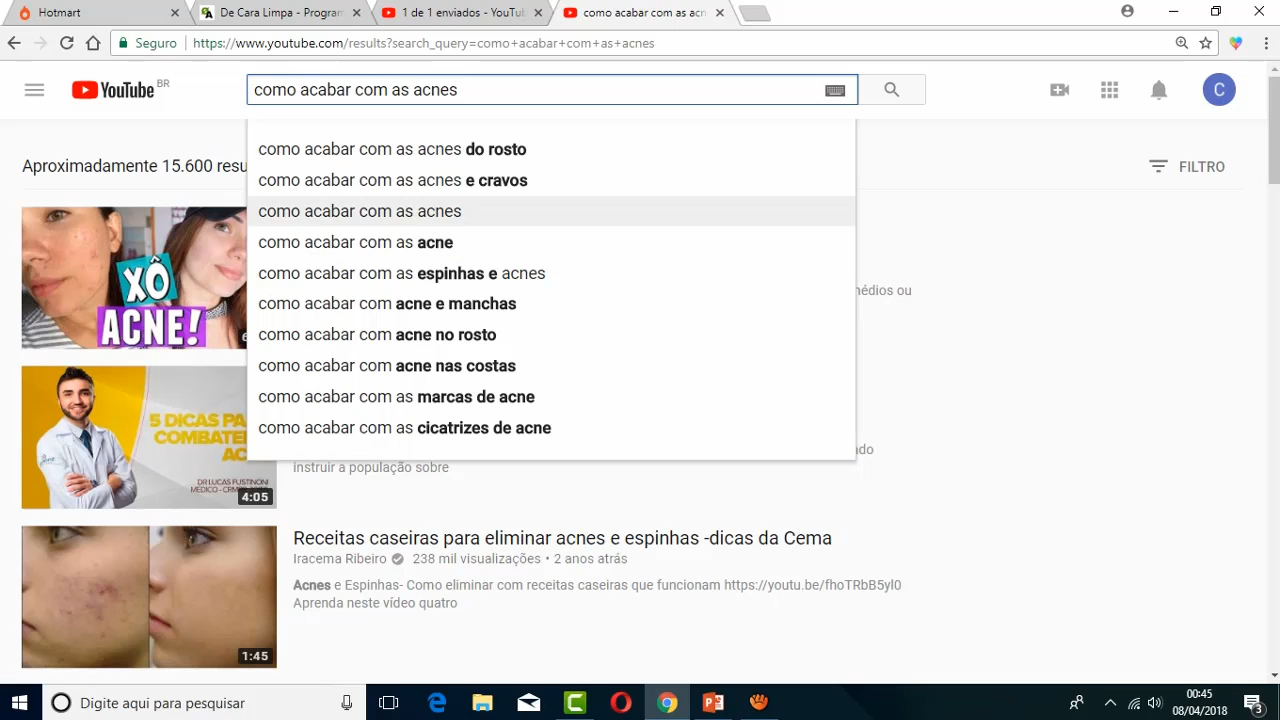 Hotmart
De Cara Limpa - Program
1 de 1 enviados - YouTu
como acabar com as acn
Seguro
https://www.youtube.com/results?search_query=como+acabar+com+as+acnes
YouTube BR
como acabar com as acnes
C
Aproximadamente 15.600 resu
FILTRO
como acabar com as acnes do rosto
como acabar com as acnes e cravos
como acabar com as acnes
como acabar com as acne
como acabar com as espinhas e acnes
como acabar com acne e manchas
como acabar com acne no rosto
como acabar com acne nas costas
como acabar com as marcas de acne
como acabar com as cicatrizes de acne
XÔ
ACNE!
médios ou
5 DICAS PA
COMBATE
AC
DR LUCAS FUSTINONI
4:05
ado
instruir a população sobre
Receitas caseiras para eliminar acnes e espinhas -dicas da Cema
Iracema Ribeiro 238 mil visualizações • 2 anos atrás
Acnes e Espinhas- Como eliminar com receitas caseiras que funcionam https://youtu.be/fhoTRbB5yl0
Aprenda neste vídeo quatro
1:45
Digite aqui para pesquisar
00:45
08/04/2018
3